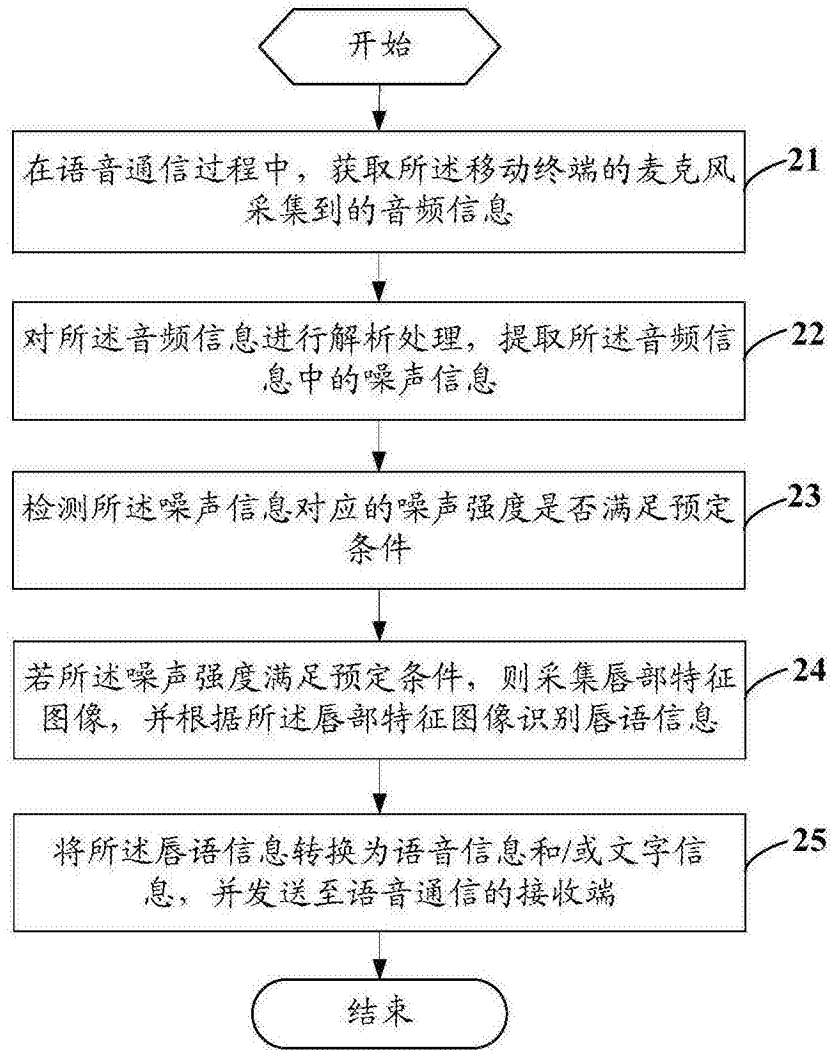 开始
在语音通信过程中，获取所述移动终端的麦克风
采集到的音频信息
21
对所述音频信息进行解析处理，提取所述音频信
息中的噪声信息
22
检测所述噪声信息对应的噪声强度是否满足预定
条件
23
若所述噪声强度满足预定条件，则采集唇部特征
图像，并根据所述唇部特征图像识别唇语信息
24
将所述唇语信息转换为语音信息和/或文字信
息，并发送至语音通信的接收端
25
结束